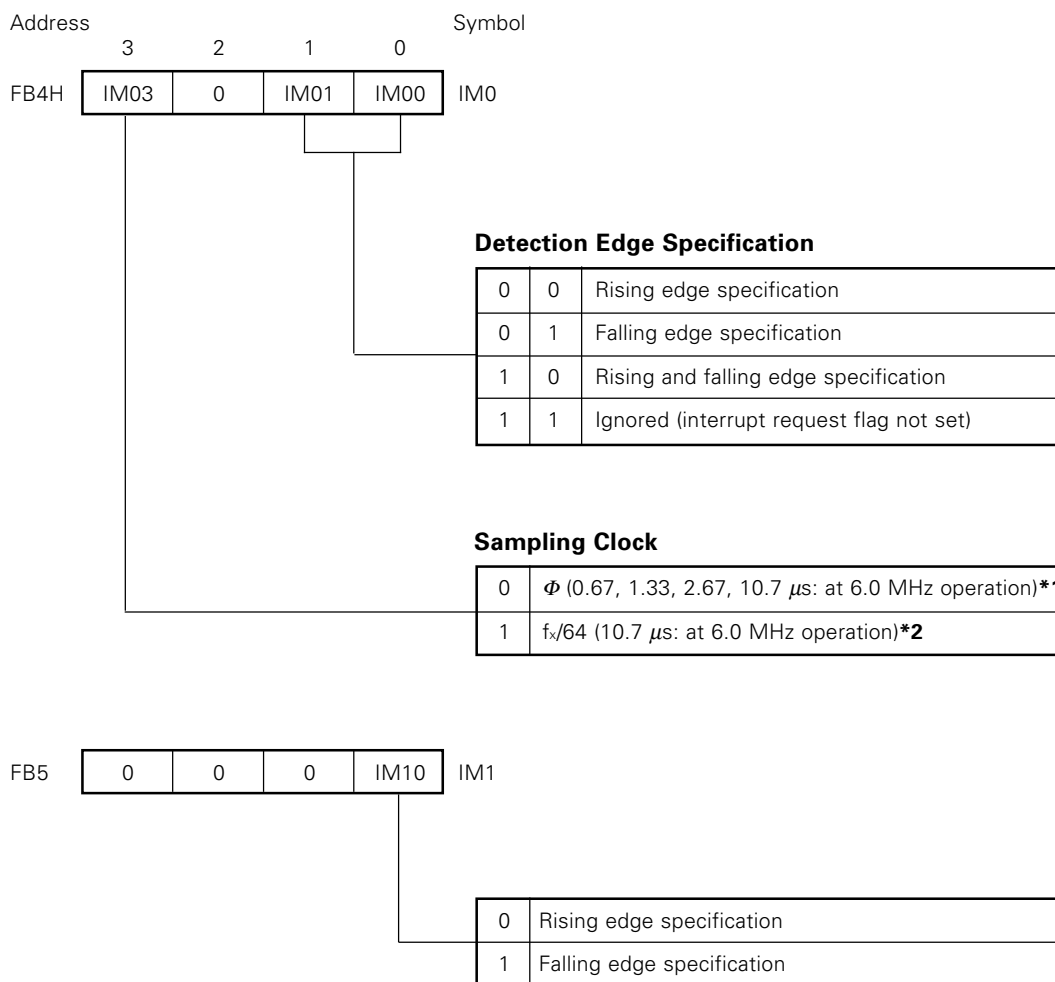 Address Symbol
3 2 1 0
FB4H IM03 0 IM01 IM00 IM0
Detection Edge Specification
0 0 Rising edge specification
0 1 Falling edge specification
1 0 Rising and falling edge specification
1 1 Ignored (interrupt request flag not set)
Sampling Clock
0 Φ (0.67, 1.33, 2.67, 10.7 μs: at 6.0 MHz operation)*1
1 fx/64 (10.7 μs: at 6.0 MHz operation)*2
FB5 0 0 0 IM10 IM1
0 Rising edge specification
1 Falling edge specification